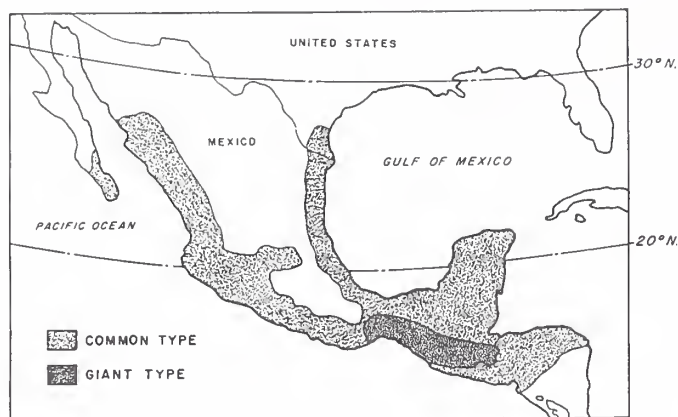 UNITED STATES
30° N.
MEXICO
GULF OF MEXICO
PACIFIC OCEAN
20° N.
COMMON TYPE
GIANT TYPE